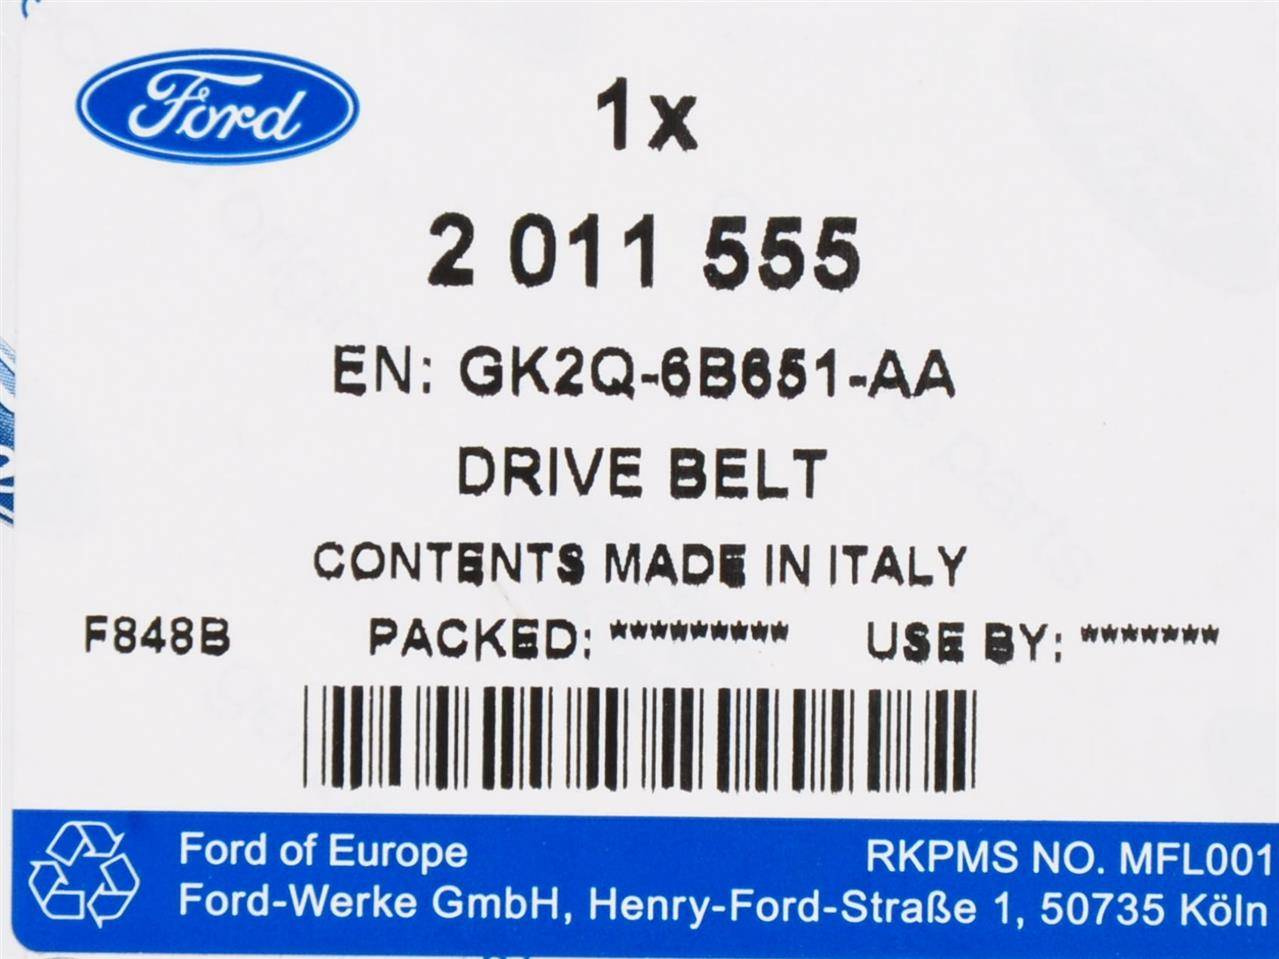 Ford
1x
2 011 555
EN: GK2Q-6B651-AA
DRIVE BELT
CONTENTS MADE IN ITALY
F848B PACKED: ********* USE BY: *******
Ford of Europe RKPMS NO. MFL001
Ford-Werke GmbH, Henry-Ford-Straße 1, 50735 Köln